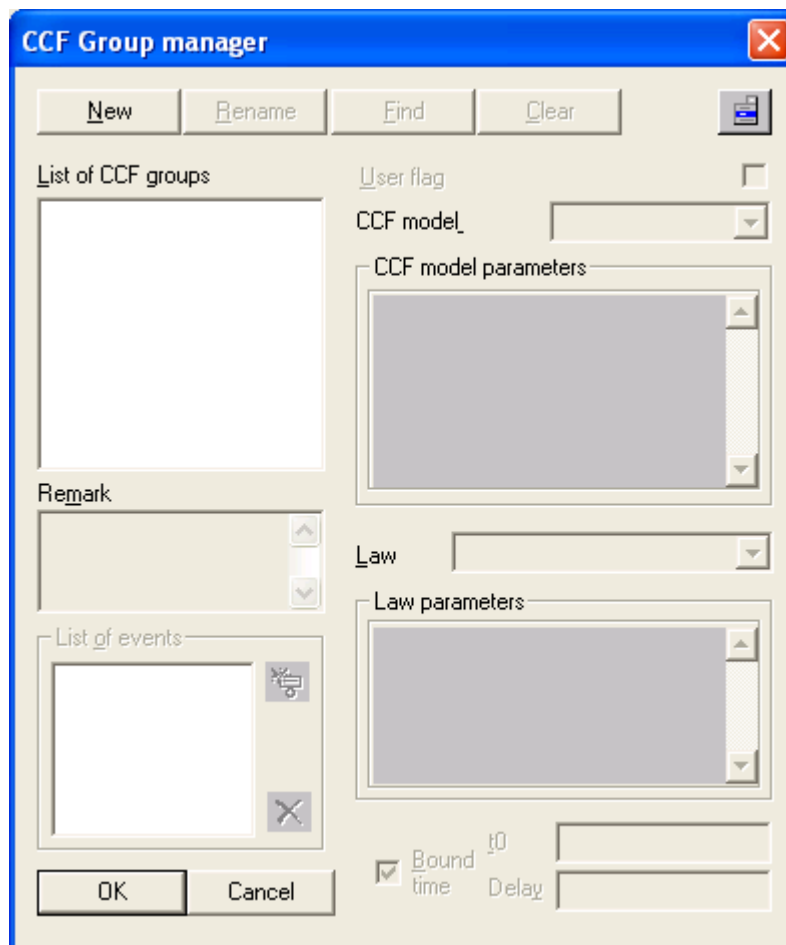 CCF Group manager
New Rename Find Clear
List of CCF groups
User flag
CCF model
CCF model parameters
Remark
Law
Law parameters
List of events
Bound time
t0
Delay
OK Cancel